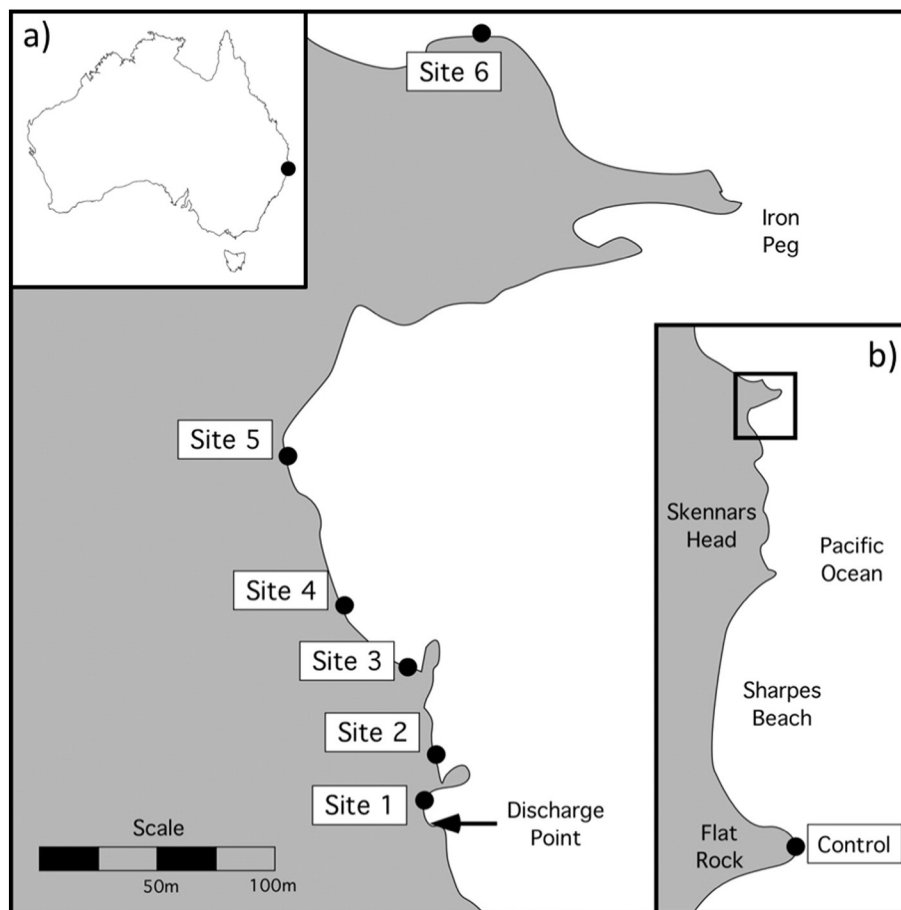 a)
Site 6
Iron
Peg
b)
Site 5
Skennars
Head
Pacific
Ocean
Site 4
Site 3
Sharpes
Beach
Site 2
Site 1
Discharge
Point
Scale
50m
100m
Flat
Rock
Control